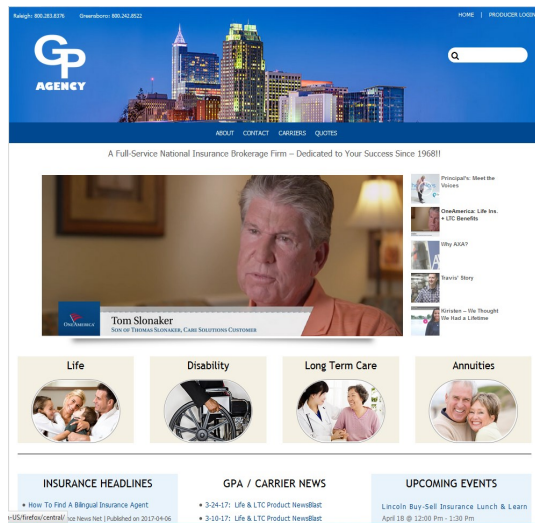 Raleigh: 800.283.8376 Greensboro: 800.242.8522
HOME | PRODUCER LOGIN
GP
AGENCY
ABOUT CONTACT CARRIERS QUOTES
A Full-Service National Insurance Brokerage Firm – Dedicated to Your Success Since 1968!!
Principal's: Meet the
Voices
OneAmerica: Life Ins.
+ LTC Benefits
Why AXA?
Travis' Story
Kiristen – We Thought
We Had a Lifetime
ONEAMERICA
Tom Slonaker
SON OF THOMAS SLONAKER, CARE SOLUTIONS CUSTOMER
Life
Disability
Long Term Care
Annuities
INSURANCE HEADLINES
How To Find A Bilingual Insurance Agent
n-US/firefox/central/ ce News Net | Published on 2017-04-06
GPA / CARRIER NEWS
3-24-17: Life & LTC Product NewsBlast
3-10-17: Life & LTC Product NewsBlast
UPCOMING EVENTS
Lincoln Buy-Sell Insurance Lunch & Learn
April 18 @ 12:00 Pm - 1:30 Pm